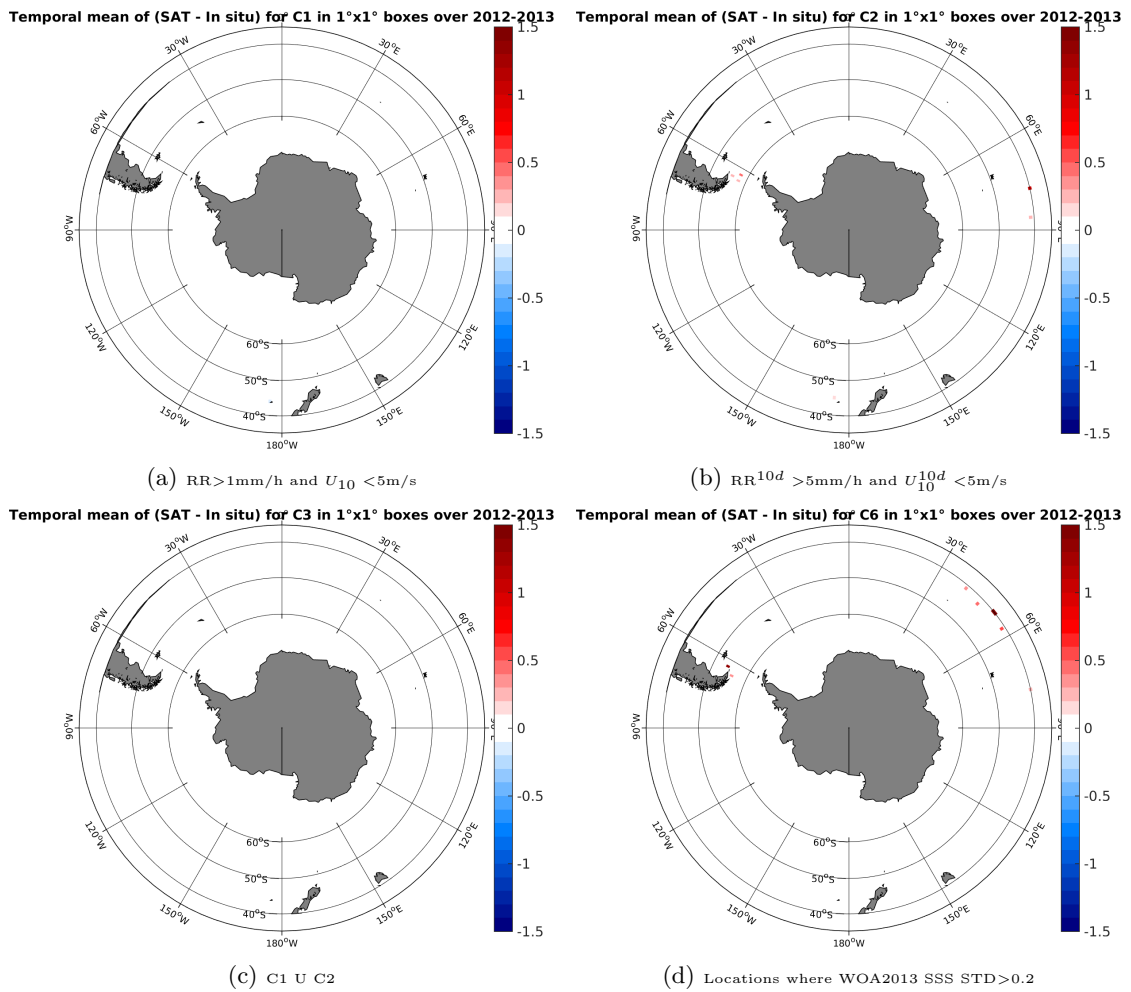 Temporal mean of (SAT - In situ) for C1 in 1°x1° boxes over 2012-2013
30°W
30°E
60°W
60°E
90°W
120°W
120°E
150°W
150°E
180°W
60°S
50°S
40°S
1.5
1
0.5
0
-0.5
-1
-1.5
(a) RR>1mm/h and U10 <5m/s
Temporal mean of (SAT - In situ) for C2 in 1°x1° boxes over 2012-2013
30°W
30°E
60°W
60°E
90°W
120°W
120°E
150°W
150°E
180°W
60°S
50°S
40°S
1.5
1
0.5
0
-0.5
-1
-1.5
(b) RR10d >5mm/h and U10d10 <5m/s
Temporal mean of (SAT - In situ) for C3 in 1°x1° boxes over 2012-2013
30°W
30°E
60°W
60°E
90°W
120°W
120°E
150°W
150°E
180°W
60°S
50°S
40°S
1.5
1
0.5
0
-0.5
-1
-1.5
(c) C1 U C2
Temporal mean of (SAT - In situ) for C6 in 1°x1° boxes over 2012-2013
30°W
30°E
60°W
60°E
90°W
120°W
120°E
150°W
150°E
180°W
60°S
50°S
40°S
1.5
1
0.5
0
-0.5
-1
-1.5
(d) Locations where WOA2013 SSS STD>0.2